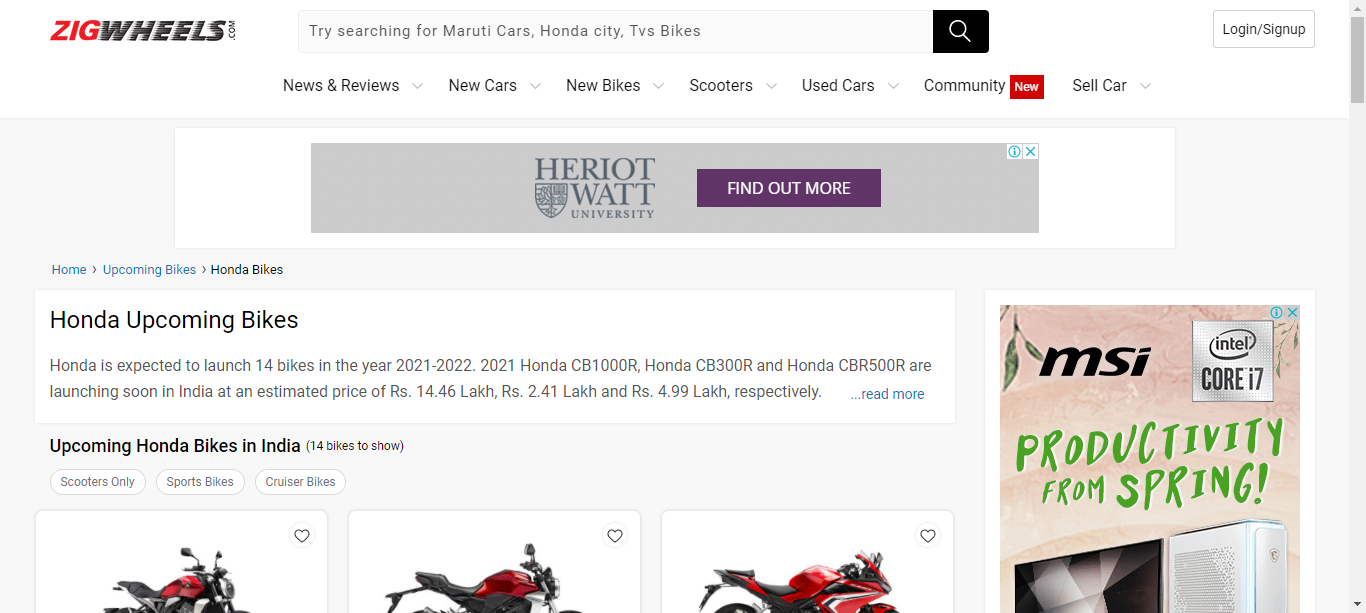 ZIGWHEELS.COM
Try searching for Maruti Cars, Honda city, Tvs Bikes
Login/Signup
News & Reviews New Cars New Bikes Scooters Used Cars Community New Sell Car
HERIOT
WATT
UNIVERSITY
FIND OUT MORE
Home › Upcoming Bikes › Honda Bikes
Honda Upcoming Bikes
Honda is expected to launch 14 bikes in the year 2021-2022. 2021 Honda CB1000R, Honda CB300R and Honda CBR500R are
launching soon in India at an estimated price of Rs. 14.46 Lakh, Rs. 2.41 Lakh and Rs. 4.99 Lakh, respectively. ...read more
Upcoming Honda Bikes in India (14 bikes to show)
Scooters Only Sports Bikes Cruiser Bikes
msi
intel
CORE i7
PRODUCTIVITY
FROM SPRING!